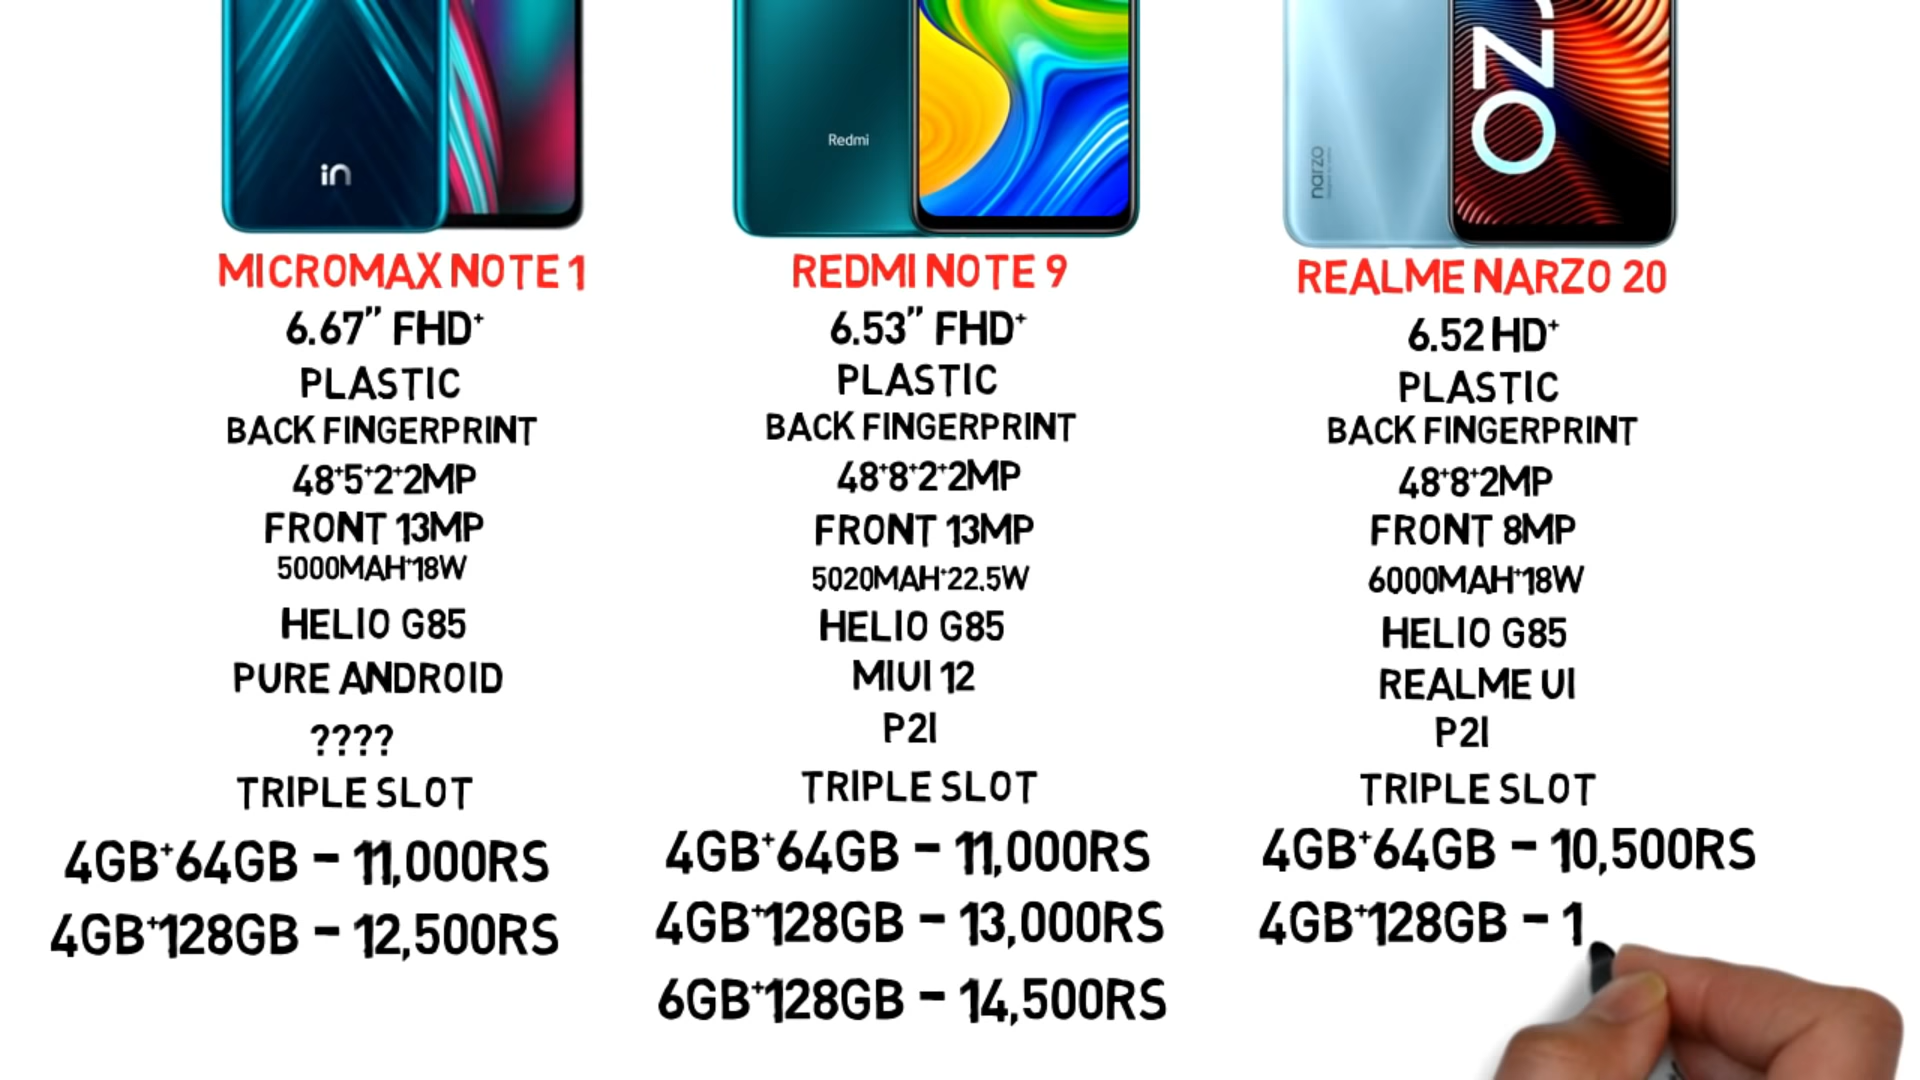 in
MICROMAX NOTE 1
6.67” FHD+
PLASTIC
BACK FINGERPRINT
48+5+2+2MP
FRONT 13MP
5000MAH+18W
HELIO G85
PURE ANDROID
????
TRIPLE SLOT
4GB+64GB - 11,000RS
4GB+128GB - 12,500RS
Redmi
REDMI NOTE 9
6.53” FHD+
PLASTIC
BACK FINGERPRINT
48+8+2+2MP
FRONT 13MP
5020MAH+22.5W
HELIO G85
MIUI 12
P2I
TRIPLE SLOT
4GB+64GB - 11,000RS
4GB+128GB - 13,000RS
6GB+128GB - 14,500RS
narzo
ZO
REALME NARZO 20
6.52 HD+
PLASTIC
BACK FINGERPRINT
48+8+2MP
FRONT 8MP
6000MAH+18W
HELIO G85
REALME UI
P2I
TRIPLE SLOT
4GB+64GB - 10,500RS
4GB+128GB - 1